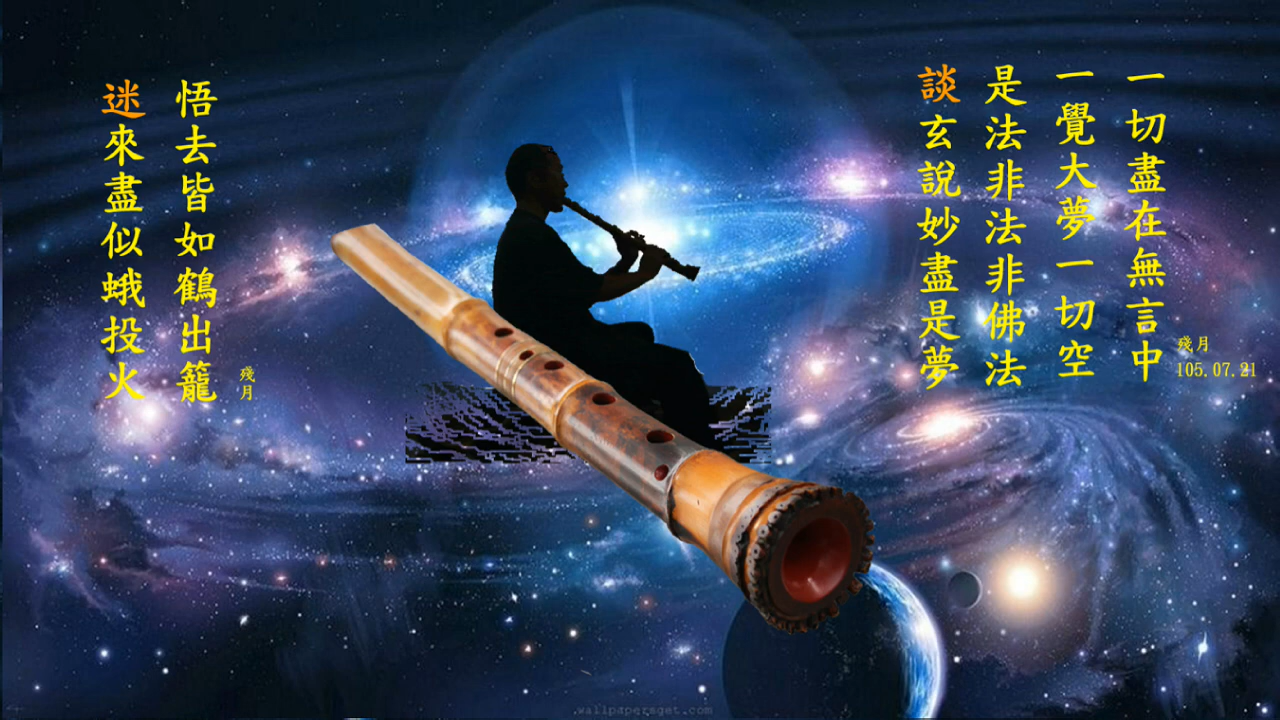 迷來盡似蛾投火
悟去皆如鶴出籠
殘月
談玄說妙盡是夢
是法非法非佛法
一覺大夢一切空
一切盡在無言中
殘月
105.07.21
wallpapersget.com